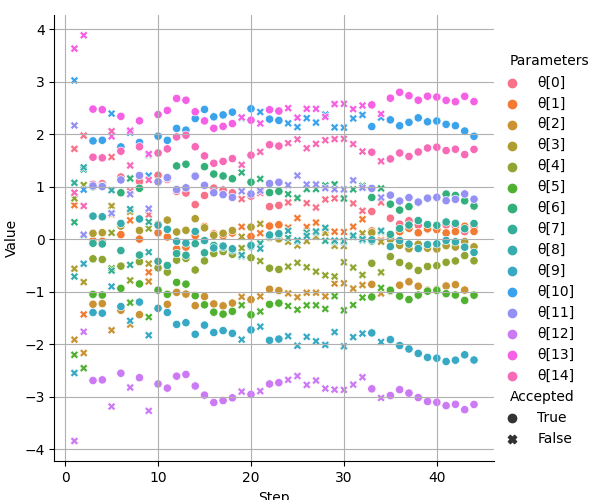 4
3
2
1
0
−1
−2
−3
−4
Value
0
10
20
30
40
Step
Parameters
θ[0]
θ[1]
θ[2]
θ[3]
θ[4]
θ[5]
θ[6]
θ[7]
θ[8]
θ[9]
θ[10]
θ[11]
θ[12]
θ[13]
θ[14]
Accepted
True
False